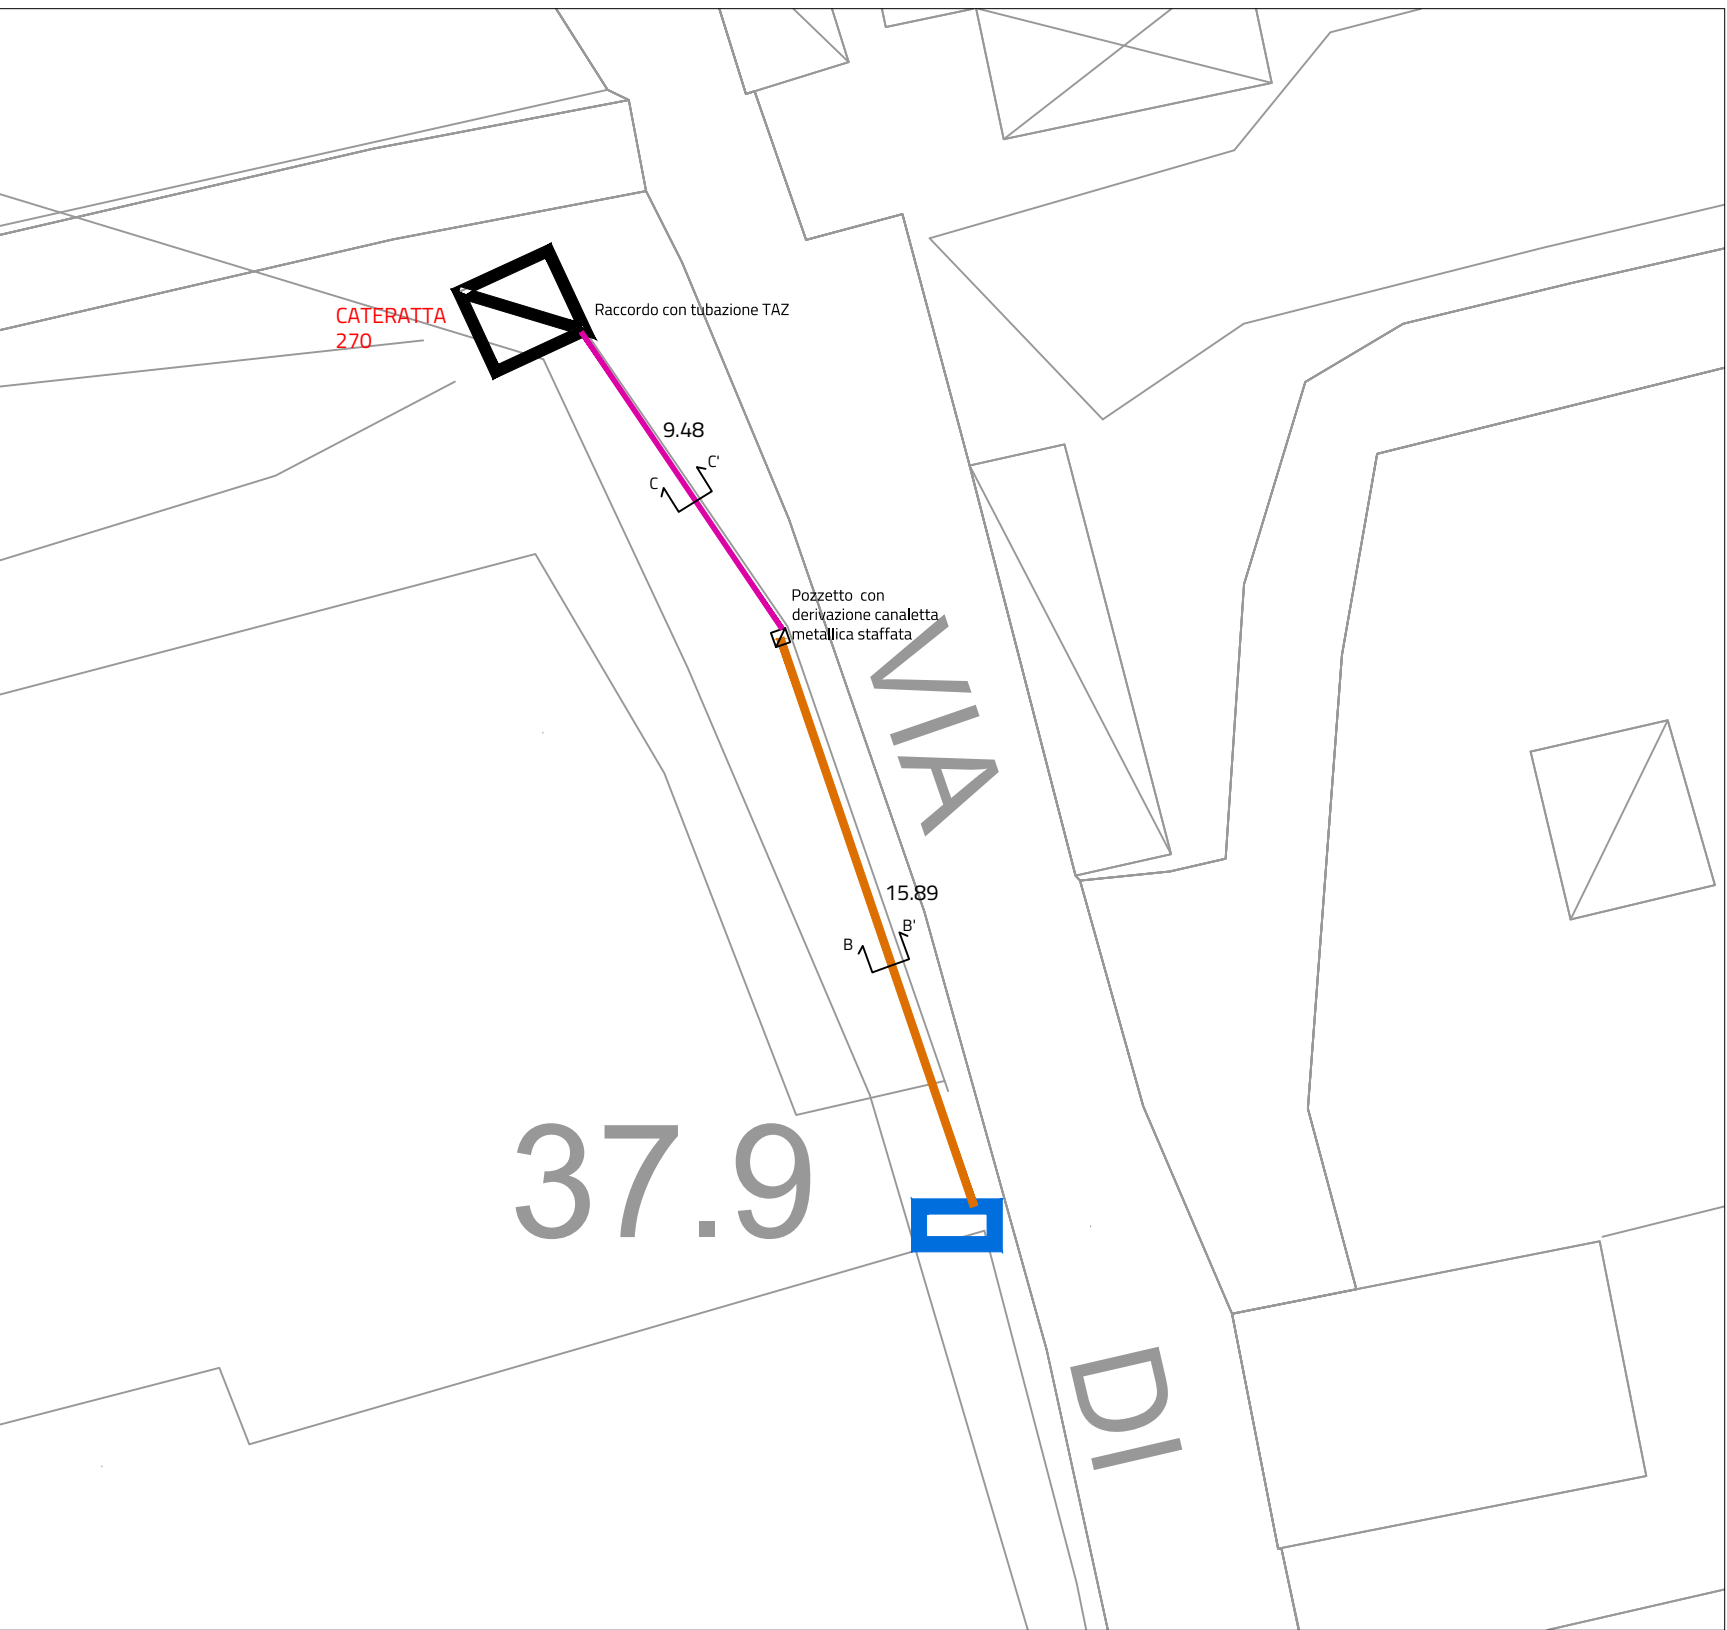 Raccordo con tubazione TAZ
CATERATTA
270
9.48
C'
C
Pozzetto con
derivazione canaletta
metallica staffata
VIA
15.89
B'
B
37.9
DI